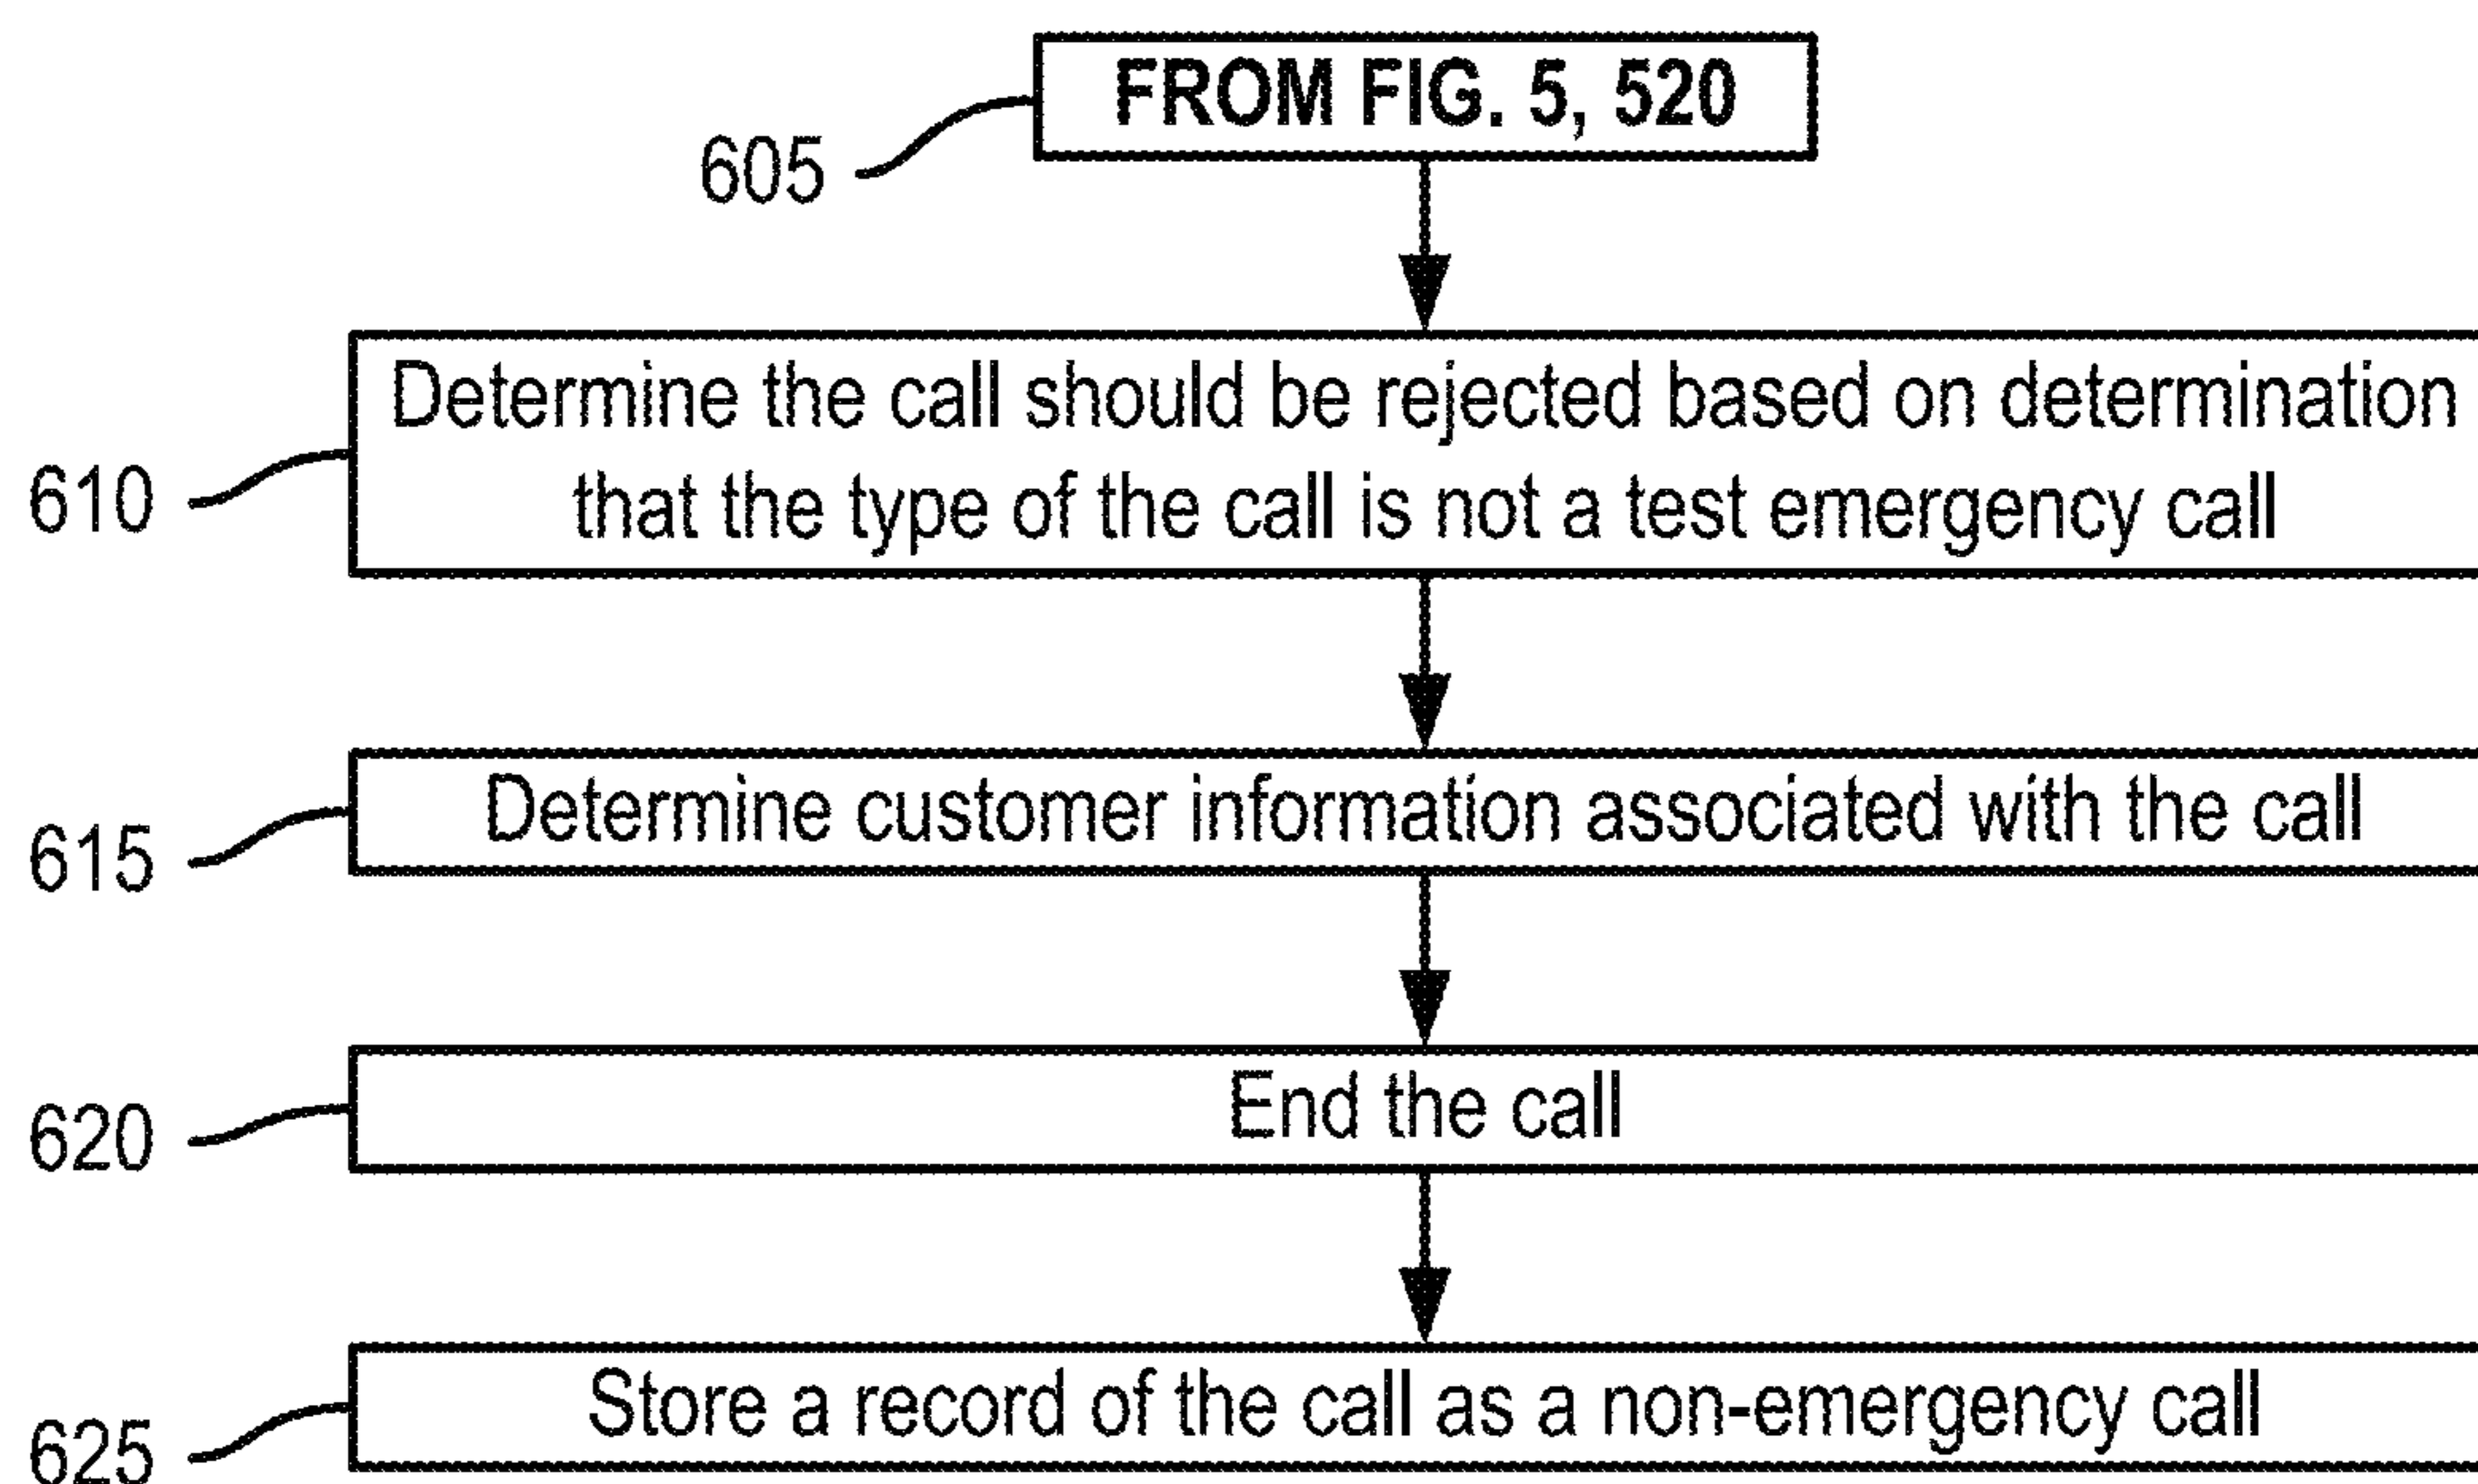 FROM FIG. 5, 520
605
Determine the call should be rejected based on determination
that the type of the call is not a test emergency call
610
Determine customer information associated with the call
615
End the call
620
Store a record of the call as a non-emergency call
625